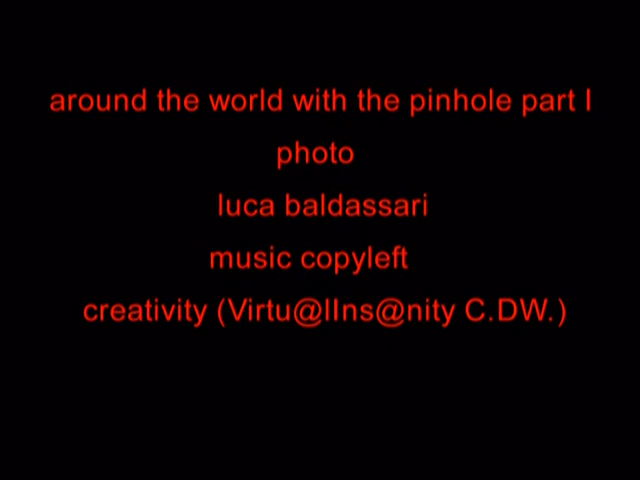 around the world with the pinhole part I
photo
luca baldassari
music copyleft
creativity (Virtu@lIns@nity C.DW.)